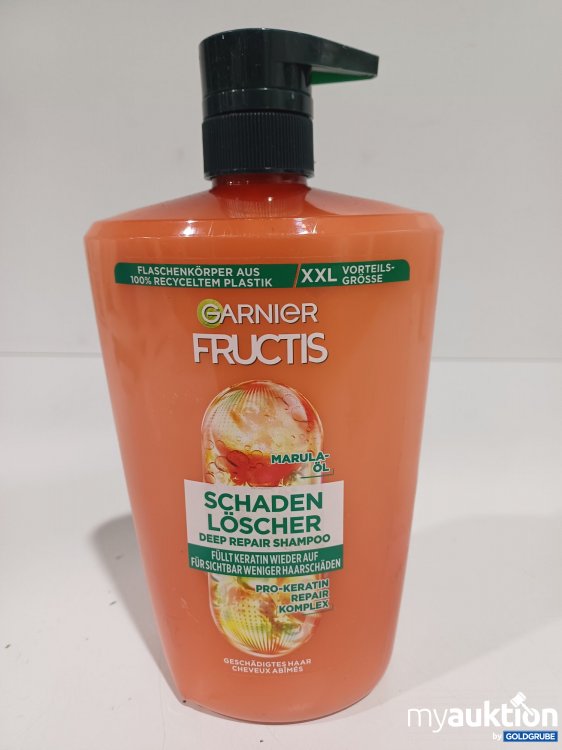 FLASCHENKÖRPER AUS
100% RECYCELTEM PLASTIK
XXL VORTEILS-
GRÖSSE
GARNIER
FRUCTIS
MARULA-
ÖL
SCHADEN
LÖSCHER
DEEP REPAIR SHAMPOO
FÜLLT KERATIN WIEDER AUF
FÜR SICHTBAR WENIGER HAARSCHÄDEN
PRO-KERATIN
REPAIR
KOMPLEX
GESCHÄDIGTES HAAR
CHEVEUX ABÎMÉS
myauktion
by GOLDGRUBE